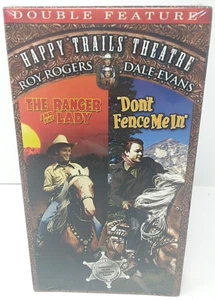 DOUBLE FEATURE
HAPPY TRAILS THEATRE
ROY ROGERS DALE EVANS
THE RANGER
AND THE
LADY
"Don't
Fence Me In"